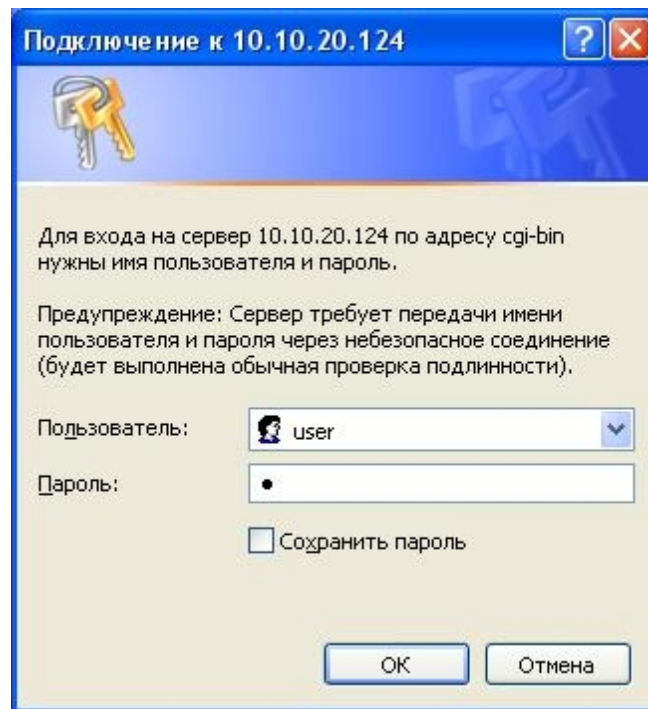 Подключение к 10.10.20.124
Для входа на сервер 10.10.20.124 по адресу cgi-bin
нужны имя пользователя и пароль.
Предупреждение: Сервер требует передачи имени
пользователя и пароля через небезопасное соединение
(будет выполнена обычная проверка подлинности).
Пользователь: user
Пароль: •
Сохранить пароль
OK Отмена